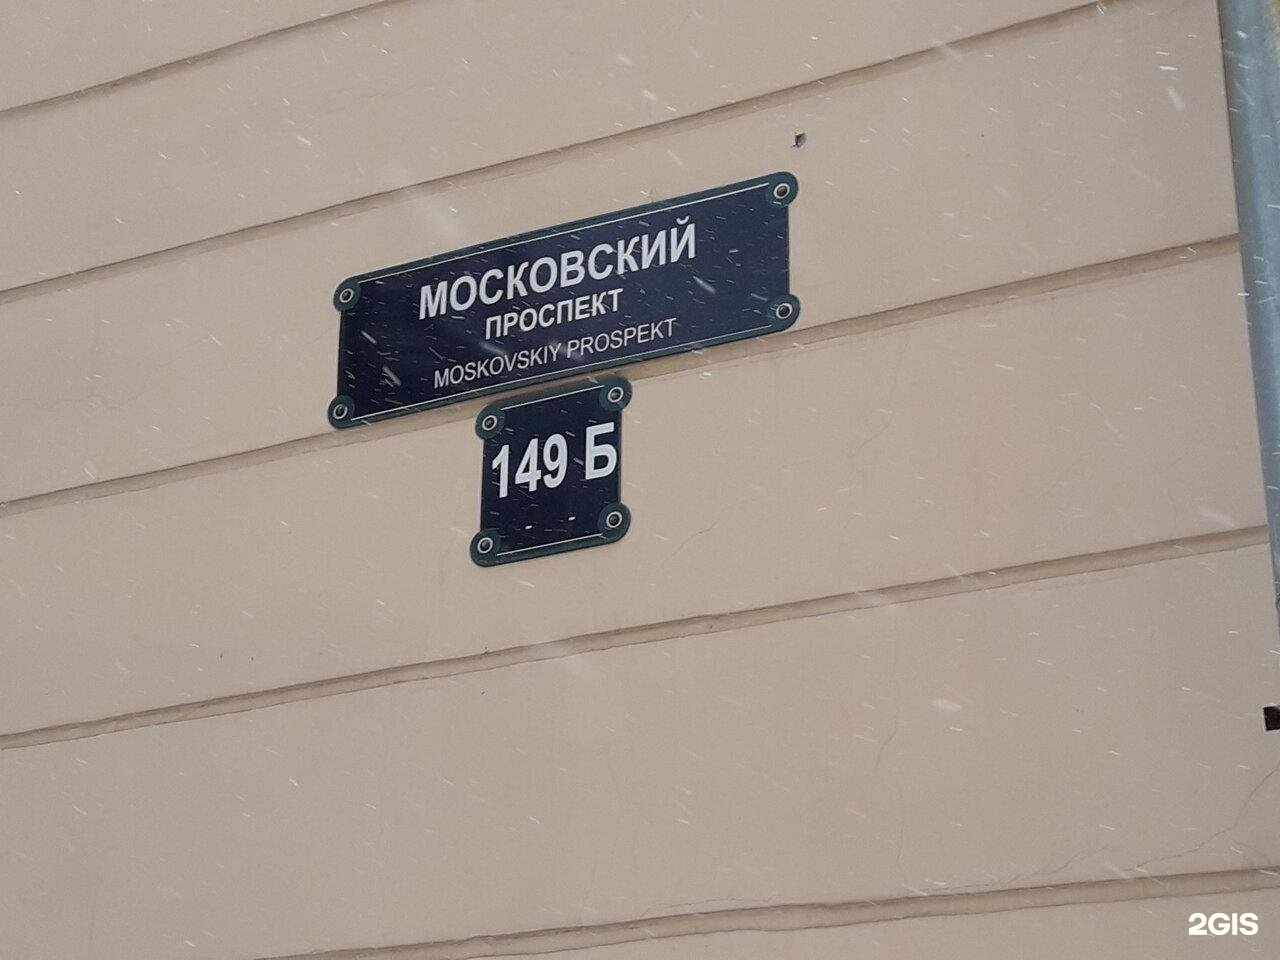 МОСКОВСКИЙ
ПРОСПЕКТ
MOSKOVSKIY PROSPEKT
149 Б
2GIS